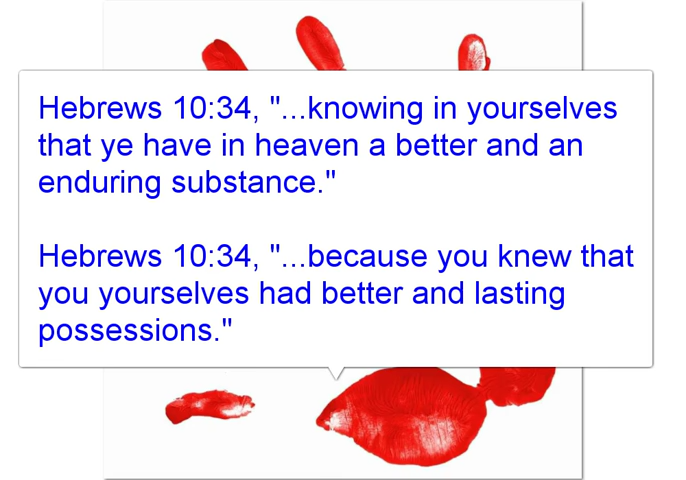 Hebrews 10:34, "...knowing in yourselves
that ye have in heaven a better and an
enduring substance."
Hebrews 10:34, "...because you knew that
you yourselves had better and lasting
possessions."